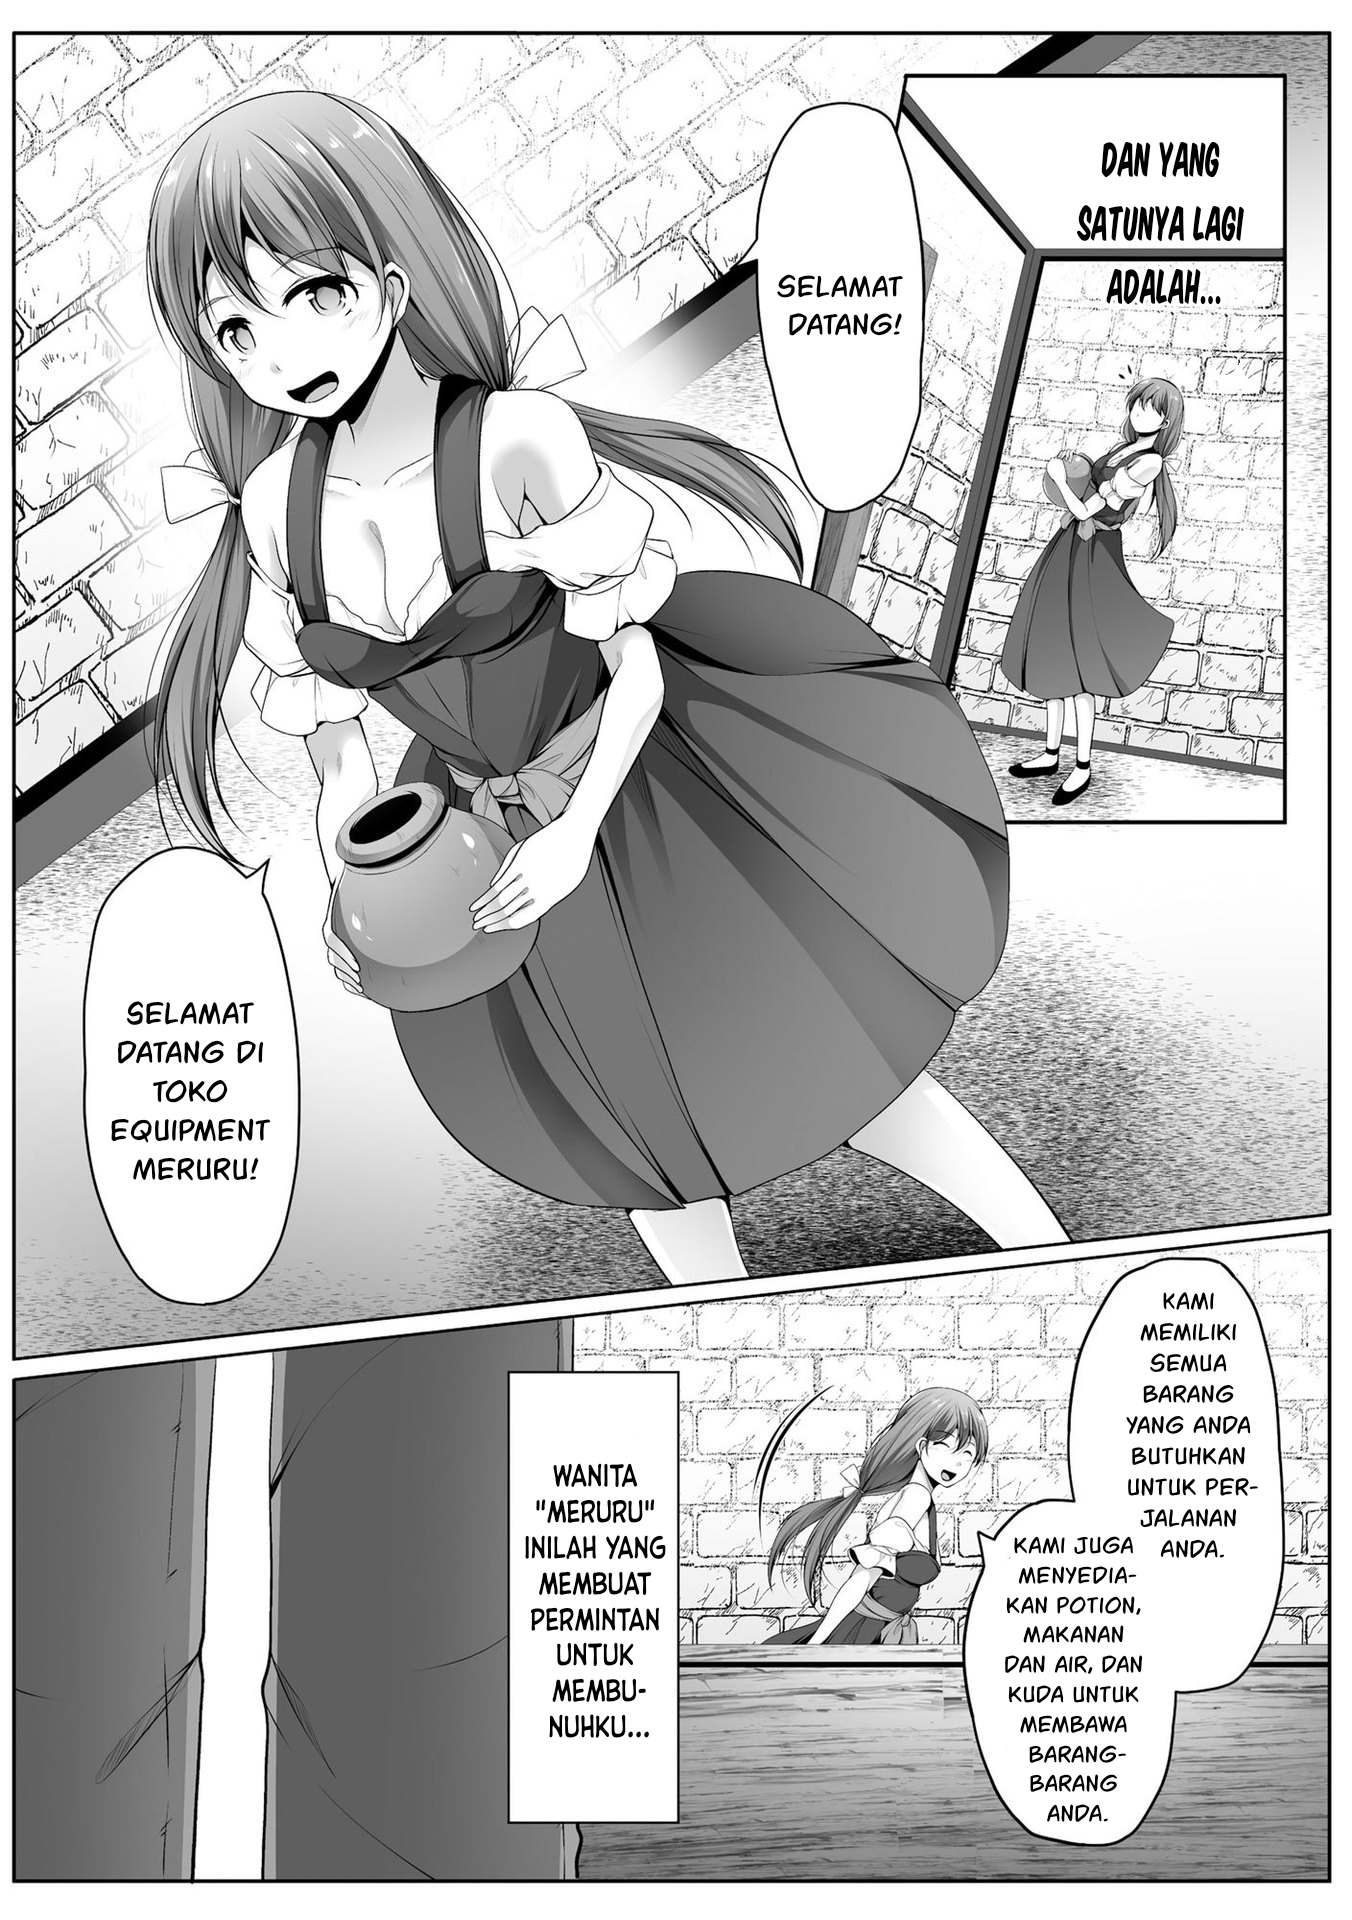 DAN YANG
SATUNYA LAGI
ADALAH...
SELAMAT
DATANG!
SELAMAT
DATANG DI
TOKO
EQUIPMENT
MERURU!
KAMI
MEMILIKI
SEMUA
BARANG
YANG ANDA
BUTUHKAN
UNTUK PER-
JALANAN
ANDA.
KAMI JUGA
MENYEDIA-
KAN POTION,
MAKANAN
DAN AIR, DAN
KUDA UNTUK
MEMBAWA
BARANG-
BARANG
ANDA.
WANITA
"MERURU"
INILAH YANG
MEMBUAT
PERMINTAN
UNTUK
MEMBU-
NUHKU...